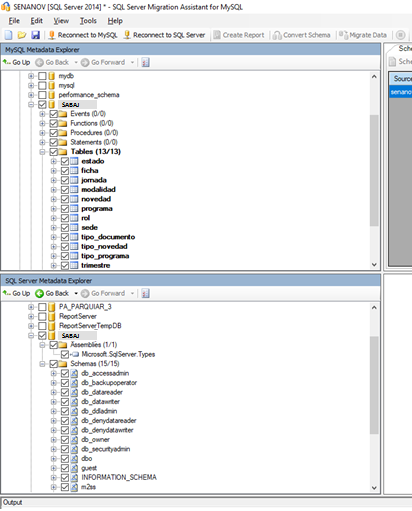 SENANOV [SQL Server 2014] * - SQL Server Migration Assistant for MySQL
File Edit View Tools Help
Reconnect to MySQL Reconnect to SQL Server Create Report Convert Schema Migrate Data
MySQL Metadata Explorer
Go Up Go Back Go Forward
mydb
mysql
performance_schema
SABAJ
Events (0/0)
Functions (0/0)
Procedures (0/0)
Statements (0/0)
Tables (13/13)
estado
ficha
jornada
modalidad
novedad
programa
rol
sede
tipo_documento
tipo_novedad
tipo_programa
trimestre
Sche
Sche
Source
senano
SQL Server Metadata Explorer
Go Up Go Back Go Forward
PA_PARQUIAR_3
ReportServer
ReportServerTempDB
SABAJ
Assemblies (1/1)
Microsoft.SqlServer.Types
Schemas (15/15)
db_accessadmin
db_backupoperator
db_datareader
db_datawriter
db_ddladmin
db_denydatareader
db_denydatawriter
db_owner
db_securityadmin
dbo
guest
INFORMATION_SCHEMA
m2ss
Output